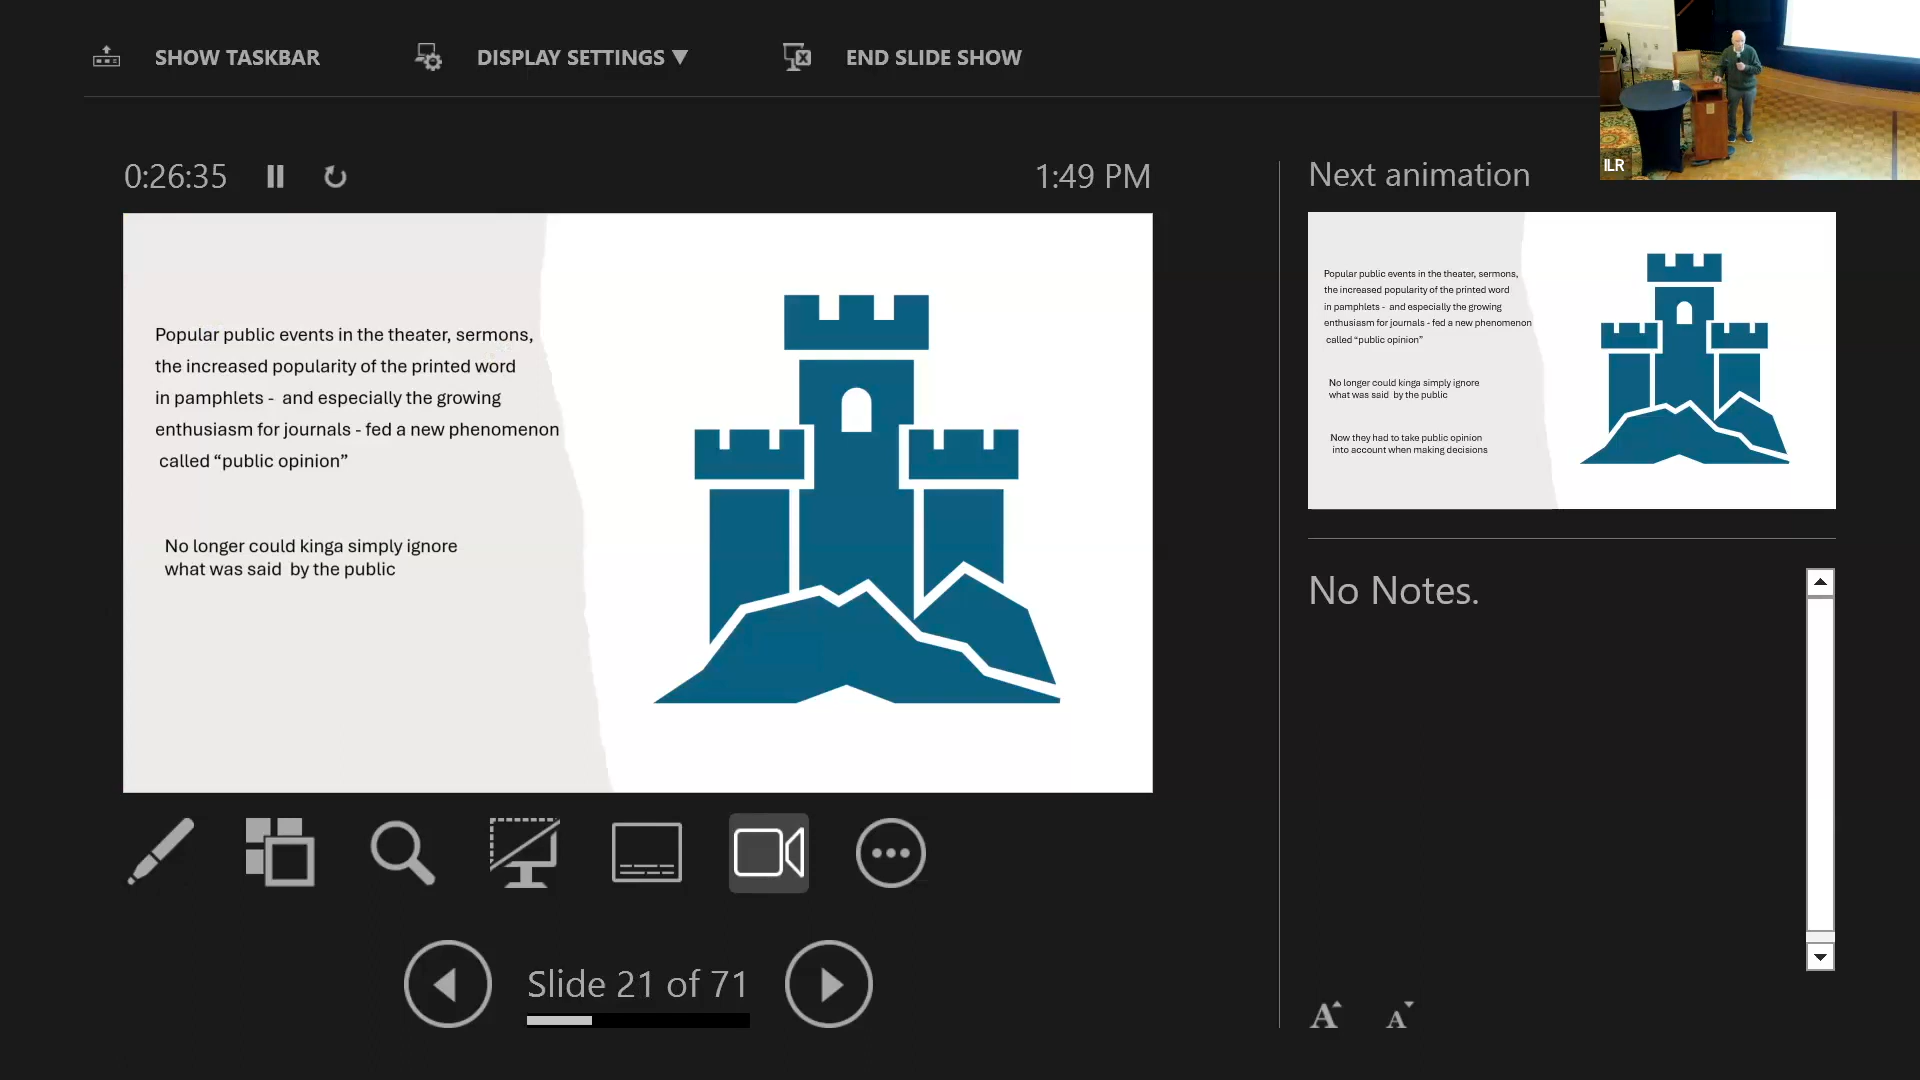 SHOW TASKBAR
DISPLAY SETTINGS ▼
END SLIDE SHOW
ILR
0:26:35
1:49 PM
Next animation
Popular public events in the theater, sermons,
the increased popularity of the printed word
in pamphlets -  and especially the growing
enthusiasm for journals - fed a new phenomenon
called “public opinion”
No longer could kinga simply ignore
what was said  by the public
Popular public events in the theater, sermons,
the increased popularity of the printed word
in pamphlets -  and especially the growing
enthusiasm for journals - fed a new phenomenon
called “public opinion”
No longer could kinga simply ignore
what was said  by the public
Now they had to take public opinion
into account when making decisions
No Notes.
Slide 21 of 71
A A